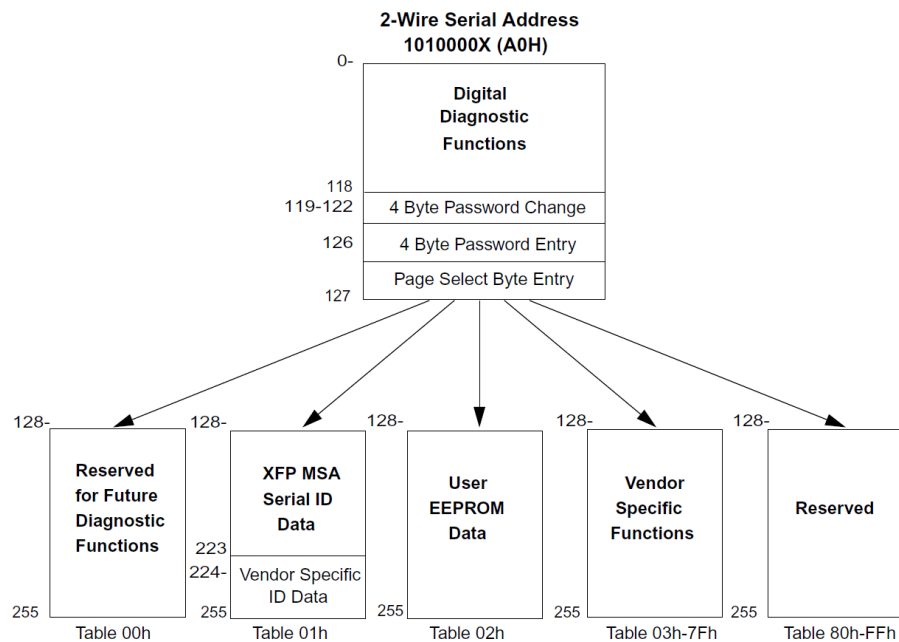 2-Wire Serial Address
1010000X (A0H)
0-
Digital
Diagnostic
Functions
118
119-122
4 Byte Password Change
126
4 Byte Password Entry
Page Select Byte Entry
127
128-
Reserved
for Future
Diagnostic
Functions
255
Table 00h
128-
XFP MSA
Serial ID
Data
223
224-
Vendor Specific
ID Data
255
Table 01h
128-
User
EEPROM
Data
255
Table 02h
128-
Vendor
Specific
Functions
255
Table 03h-7Fh
128-
Reserved
255
Table 80h-FFh